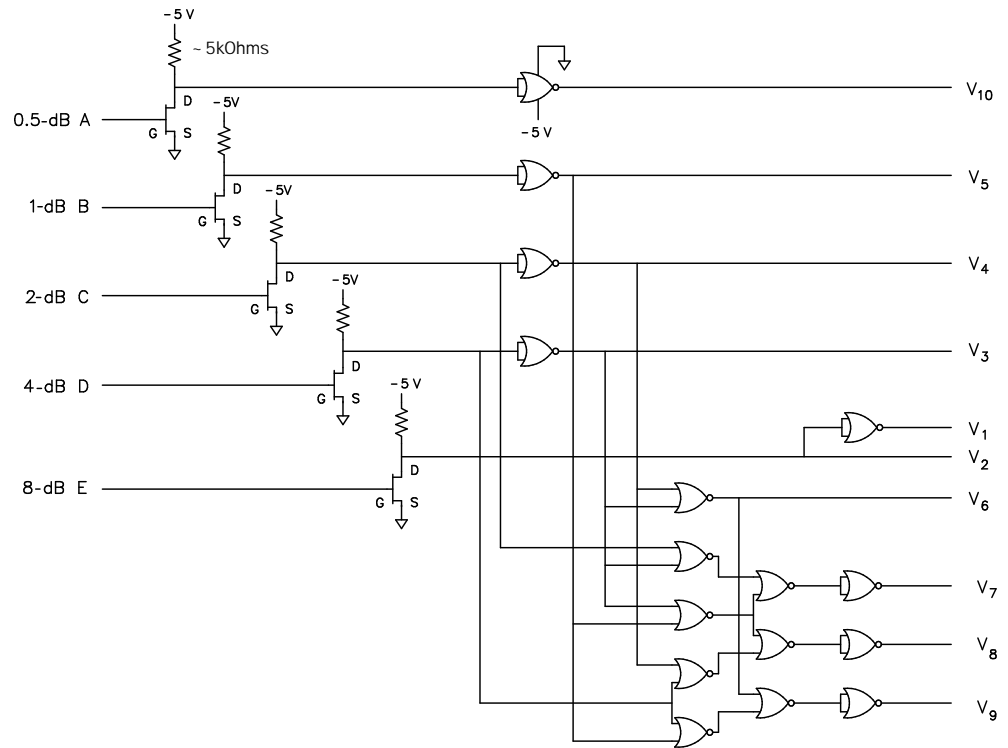 -5 V
~ 5kOhms
D
0.5-dB A
G S
-5V
-5 V
V10
D
1-dB B
G S
-5V
V5
D
2-dB C
G S
-5V
V4
D
4-dB D
G S
-5 V
V3
D
8-dB E
G S
V1
V2
V6
V7
V8
V9